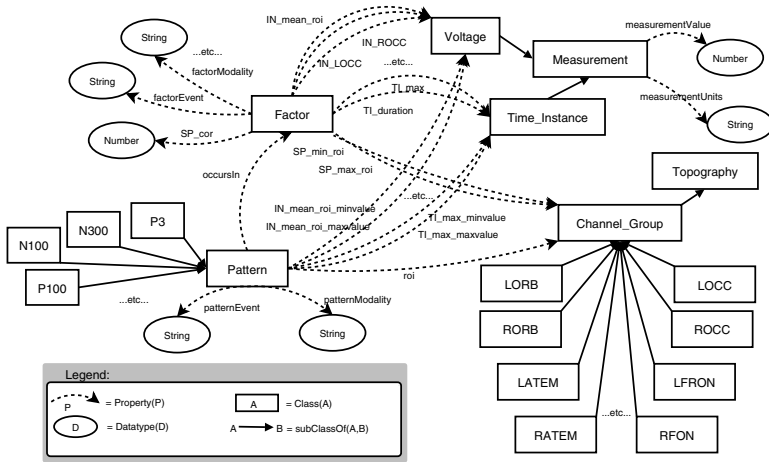 IN_mean_roi
IN_ROCC
IN_LOCC
...etc...
TI_max
TI_duration
String
...etc...
factorModality
String
factorEvent
Number
SP_cor
Factor
Voltage
Measurement
measurementValue
Number
measurementUnits
String
Time_Instance
SP_min_roi
SP_max_roi
occursIn
Topography
Channel_Group
...etc...
IN_mean_roi_minvalue
IN_mean_roi_maxvalue
TI_max_minvalue
TI_max_maxvalue
roi
P3
N300
N100
P100
...etc...
Pattern
patternEvent
String
patternModality
String
LORB
LOCC
RORB
ROCC
LATEM
LFRON
RATEM
...etc...
RFON
Legend:
P = Property(P)
A = Class(A)
D = Datatype(D)
A B = subClassOf(A,B)